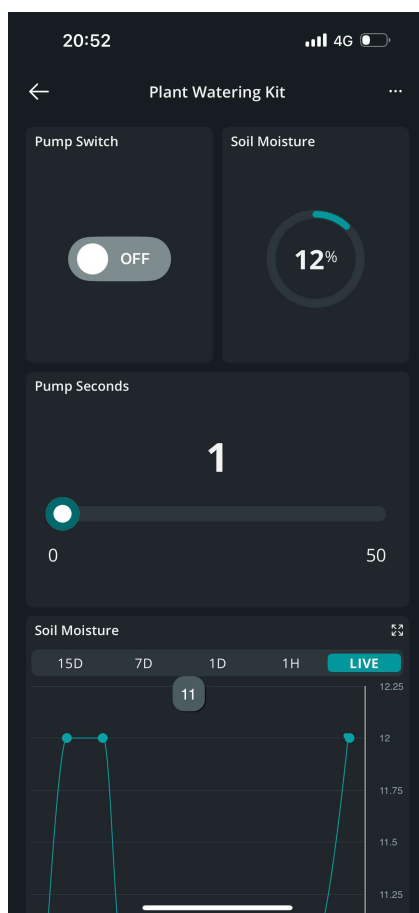 20:52
4G
Plant Watering Kit
Pump Switch
OFF
Soil Moisture
12%
Pump Seconds
1
0
50
Soil Moisture
15D 7D 1D 1H LIVE
11
12.25
12
11.75
11.5
11.25